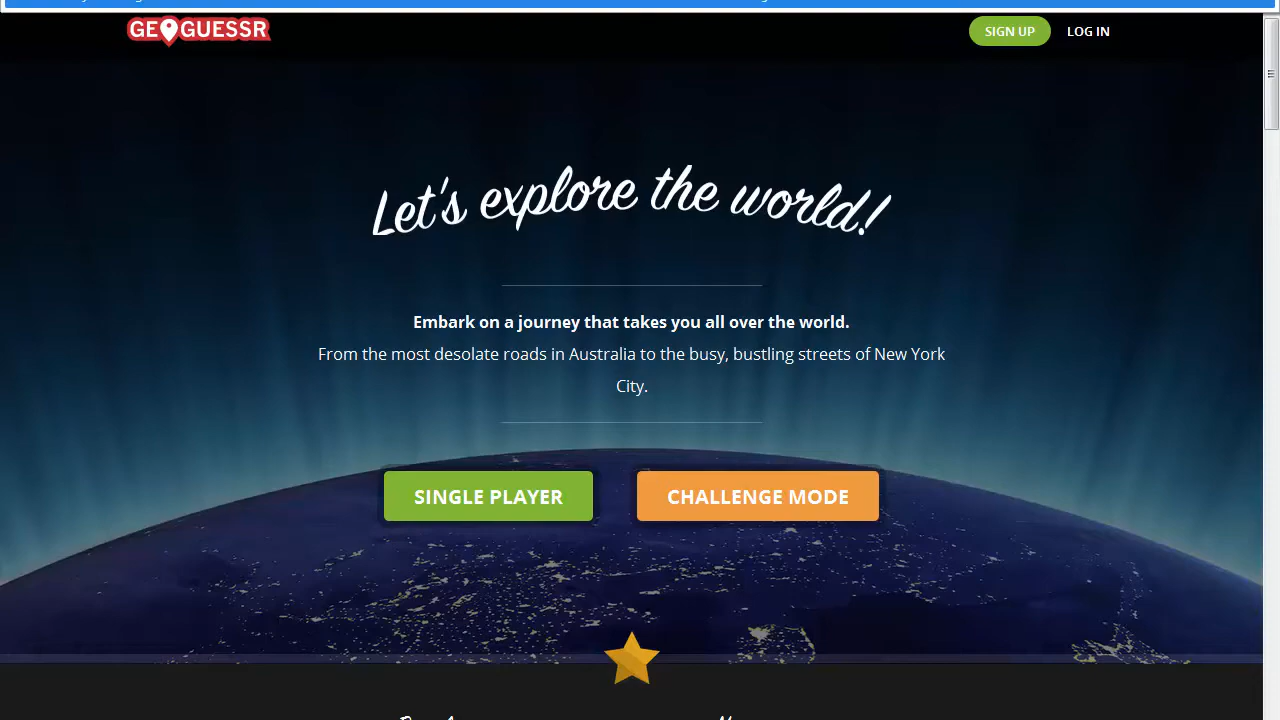 GEOGUESSR
SIGN UP
LOG IN
Let's explore the world!
Embark on a journey that takes you all over the world.
From the most desolate roads in Australia to the busy, bustling streets of New York
City.
SINGLE PLAYER
CHALLENGE MODE